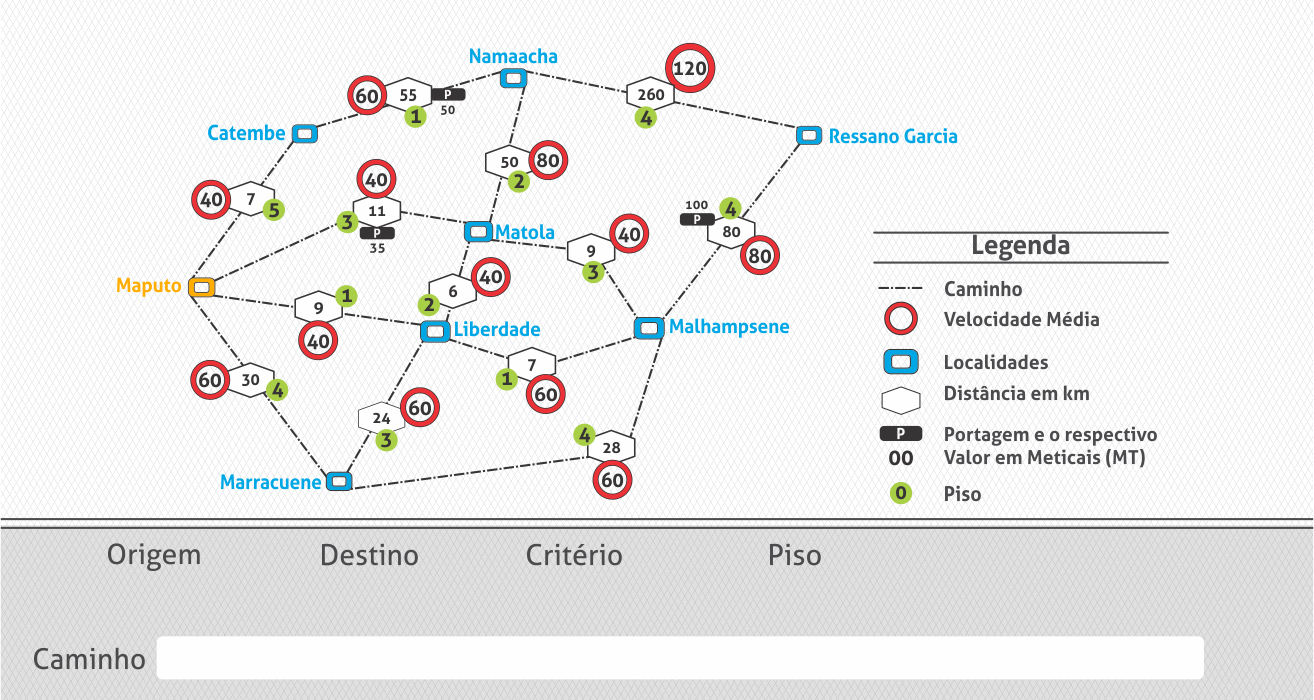 Namaacha
120
60
55
P
50
1
260
4
Catembe
Ressano Garcia
50
80
2
40
7
5
40
11
3
P
35
100
P
4
80
80
Matola
9
40
3
Maputo
6
40
2
9
1
40
Liberdade
Malhampsene
7
1
60
60
30
4
24
60
3
4
28
60
Marracuene
Legenda
Caminho
Velocidade Média
Localidades
Distância em km
P Portagem e o respectivo
00 Valor em Meticais (MT)
0 Piso
Origem Destino Critério Piso
Caminho